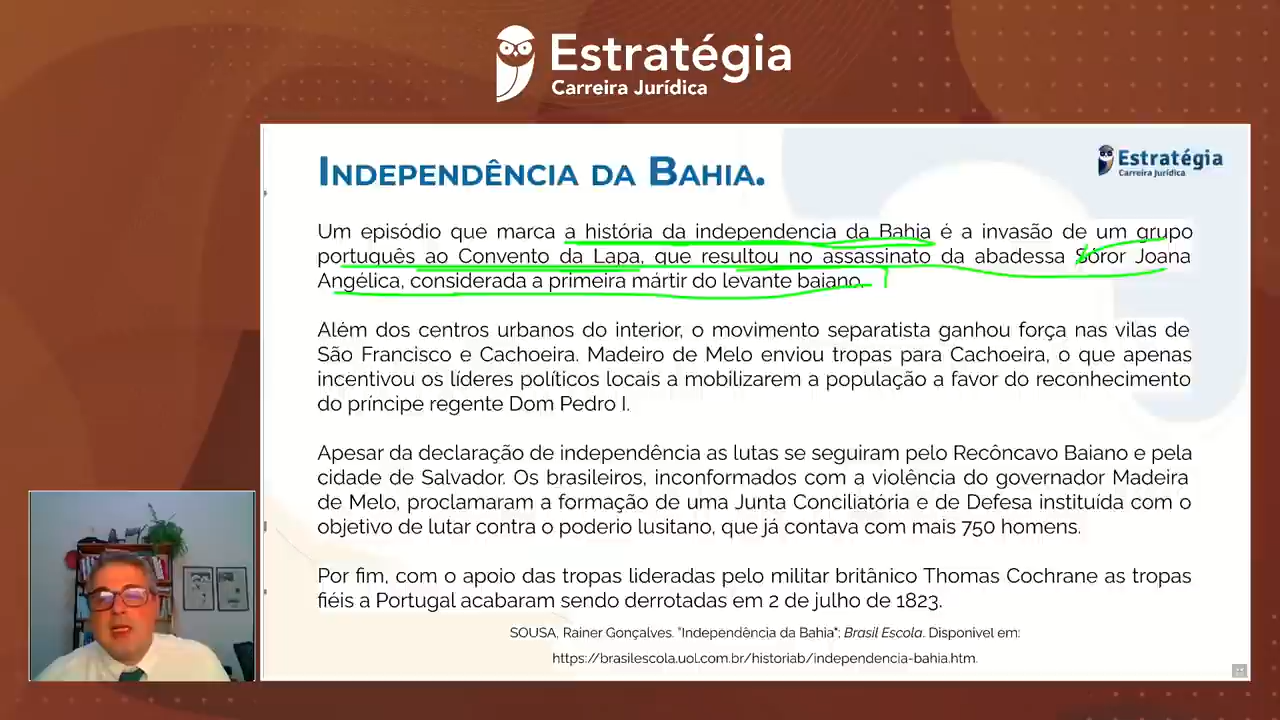 Estratégia
Carreira Jurídica
INDEPENDÊNCIA DA BAHIA.
Estratégia
Carreira Jurídica
Um episódio que marca a história da independencia da Bahia é a invasão de um grupo
português ao Convento da Lapa, que resultou no assassinato da abadessa Sóror Joana
Angélica, considerada a primeira mártir do levante baiano.
Além dos centros urbanos do interior, o movimento separatista ganhou força nas vilas de
São Francisco e Cachoeira. Madeiro de Melo enviou tropas para Cachoeira, o que apenas
incentivou os líderes políticos locais a mobilizarem a população a favor do reconhecimento
do príncipe regente Dom Pedro I.
Apesar da declaração de independência as lutas se seguiram pelo Recôncavo Baiano e pela
cidade de Salvador. Os brasileiros, inconformados com a violência do governador Madeira
de Melo, proclamaram a formação de uma Junta Conciliatória e de Defesa instituída com o
objetivo de lutar contra o poderio lusitano, que já contava com mais 750 homens.
Por fim, com o apoio das tropas lideradas pelo militar britânico Thomas Cochrane as tropas
fiéis a Portugal acabaram sendo derrotadas em 2 de julho de 1823.
SOUSA, Rainer Gonçalves. "Independência da Bahia"; Brasil Escola. Disponivel em:
https://brasilescola.uol.com.br/historiab/independencia-bahia.htm.